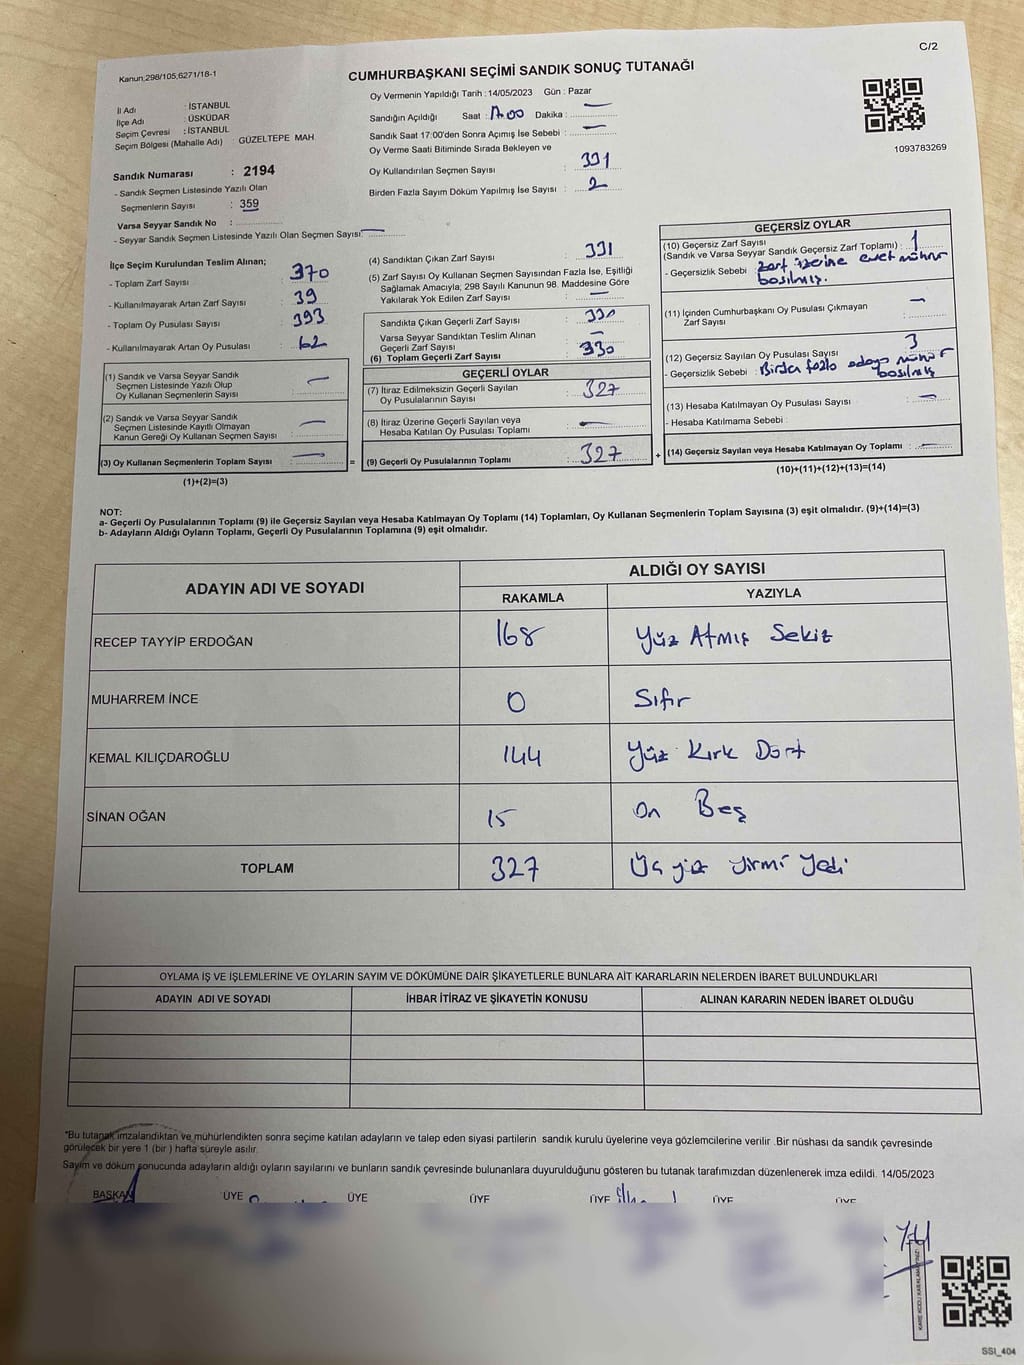 C/2
Kanun,298/105,6271/18-1
CUMHURBAŞKANI SEÇİMİ SANDIK SONUÇ TUTANAĞI
Oy Vermenin Yapıldığı Tarih : 14/05/2023 Gün : Pazar
İl Adı : İSTANBUL
İlçe Adı : ÜSKÜDAR
Seçim Çevresi : İSTANBUL
Seçim Bölgesi (Mahalle Adı) : GÜZELTEPE MAH.
Sandık Numarası : 2194
- Sandık Seçmen Listesinde Yazılı Olan
Seçmenlerin Sayısı : 359
Varsa Seyyar Sandık No :
- Seyyar Sandık Seçmen Listesinde Yazılı Olan Seçmen Sayısı: —
Sandığın Açıldığı Saat : 17.00 Dakika : —
Sandık Saat 17:00'den Sonra Açımış İse Sebebi : —
Oy Verme Saati Bitiminde Sırada Bekleyen ve
Oy Kullandırılan Seçmen Sayısı : 331
Birden Fazla Sayım Döküm Yapılmış İse Sayısı : 2
1093783269
İlçe Seçim Kurulundan Teslim Alınan;
- Toplam Zarf Sayısı : 370
- Kullanılmayarak Artan Zarf Sayısı : 39
- Toplam Oy Pusulası Sayısı : 393
- Kullanılmayarak Artan Oy Pusulası : 62
(1) Sandık ve Varsa Seyyar Sandık
Seçmen Listesinde Yazılı Olup
Oy Kullanan Seçmenlerin Sayısı : —
(2) Sandık ve Varsa Seyyar Sandık
Seçmen Listesinde Kayıtlı Olmayan
Kanun Gereği Oy Kullanan Seçmen Sayısı : —
(3) Oy Kullanan Seçmenlerin Toplam Sayısı : — =
(1)+(2)=(3)
(4) Sandıktan Çıkan Zarf Sayısı : 331
(5) Zarf Sayısı Oy Kullanan Seçmen Sayısından Fazla İse, Eşitliği
Sağlamak Amacıyla, 298 Sayılı Kanunun 98. Maddesine Göre
Yakılarak Yok Edilen Zarf Sayısı : —
Sandıkta Çıkan Geçerli Zarf Sayısı : 330
Varsa Seyyar Sandıktan Teslim Alınan
Geçerli Zarf Sayısı : —
(6) Toplam Geçerli Zarf Sayısı : 330
GEÇERLİ OYLAR
(7) İtiraz Edilmeksizin Geçerli Sayılan
Oy Pusulalarının Sayısı : 327
(8) İtiraz Üzerine Geçerli Sayılan veya
Hesaba Katılan Oy Pusulası Toplamı : —
(9) Geçerli Oy Pusulalarının Toplamı : 327 +
GEÇERSİZ OYLAR
(10) Geçersiz Zarf Sayısı
(Sandık ve Varsa Seyyar Sandık Geçersiz Zarf Toplamı) : 1
- Geçersizlik Sebebi : zarf üzerine evet mührü
basılmış.
(11) İçinden Cumhurbaşkanı Oy Pusulası Çıkmayan
Zarf Sayısı : —
(12) Geçersiz Sayılan Oy Pusulası Sayısı : 3
- Geçersizlik Sebebi : Birden fazla adaya mühür
basılmış
(13) Hesaba Katılmayan Oy Pusulası Sayısı : —
- Hesaba Katılmama Sebebi :
(14) Geçersiz Sayılan veya Hesaba Katılmayan Oy Toplamı : —
(10)+(11)+(12)+(13)=(14)
NOT:
a- Geçerli Oy Pusulalarının Toplamı (9) ile Geçersiz Sayılan veya Hesaba Katılmayan Oy Toplamı (14) Toplamları, Oy Kullanan Seçmenlerin Toplam Sayısına (3) eşit olmalıdır. (9)+(14)=(3)
b- Adayların Aldığı Oyların Toplamı, Geçerli Oy Pusulalarının Toplamına (9) eşit olmalıdır.
ADAYIN ADI VE SOYADI
ALDIĞI OY SAYISI
RAKAMLA YAZIYLA
RECEP TAYYİP ERDOĞAN 168 Yüz Atmış Sekiz
MUHARREM İNCE 0 Sıfır
KEMAL KILIÇDAROĞLU 144 Yüz Kırk Dört
SİNAN OĞAN 15 On Beş
TOPLAM 327 Üç yüz yirmi yedi
OYLAMA İŞ VE İŞLEMLERİNE VE OYLARIN SAYIM VE DÖKÜMÜNE DAİR ŞİKAYETLERLE BUNLARA AİT KARARLARIN NELERDEN İBARET BULUNDUKLARI
ADAYIN ADI VE SOYADI İHBAR İTİRAZ VE ŞİKAYETİN KONUSU ALINAN KARARIN NEDEN İBARET OLDUĞU
*Bu tutanak imzalandıktan ve mühürlendikten sonra seçime katılan adayların ve talep eden siyasi partilerin sandık kurulu üyelerine veya gözlemcilerine verilir .Bir nüshası da sandık çevresinde
görülecek bir yere 1 (bir ) hafta süreyle asılır.
Sayım ve döküm sonucunda adayların aldığı oyların sayılarını ve bunların sandık çevresinde bulunanlara duyurulduğunu gösteren bu tutanak tarafımızdan düzenlenerek imza edildi. 14/05/2023
BAŞKAN ÜYE ÜYE ÜYE ÜYE ÜYE ÜYE
SSİ_404